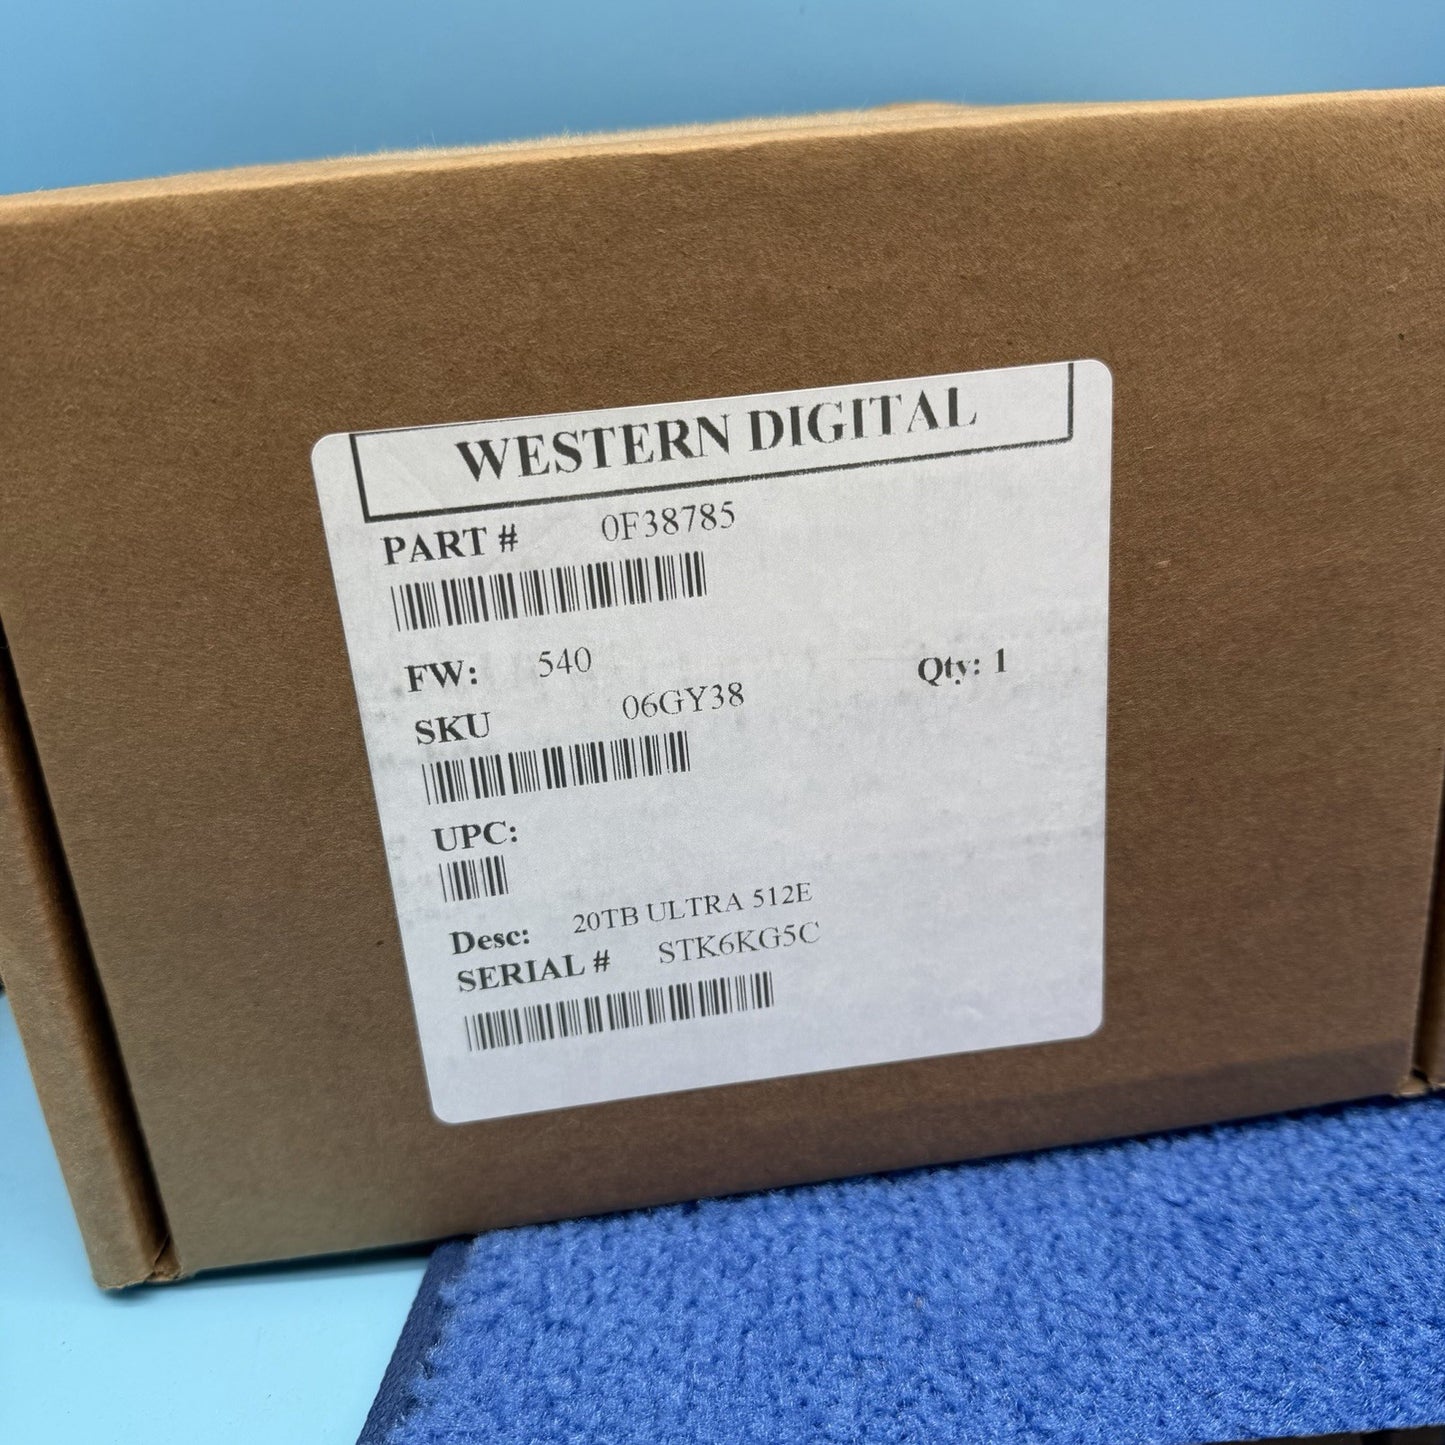 WESTERN DIGITAL
PART # 0F38785
FW: 540
Qty: 1
SKU 06GY38
UPC:
Desc: 20TB ULTRA 512E
SERIAL # STK6KG5C